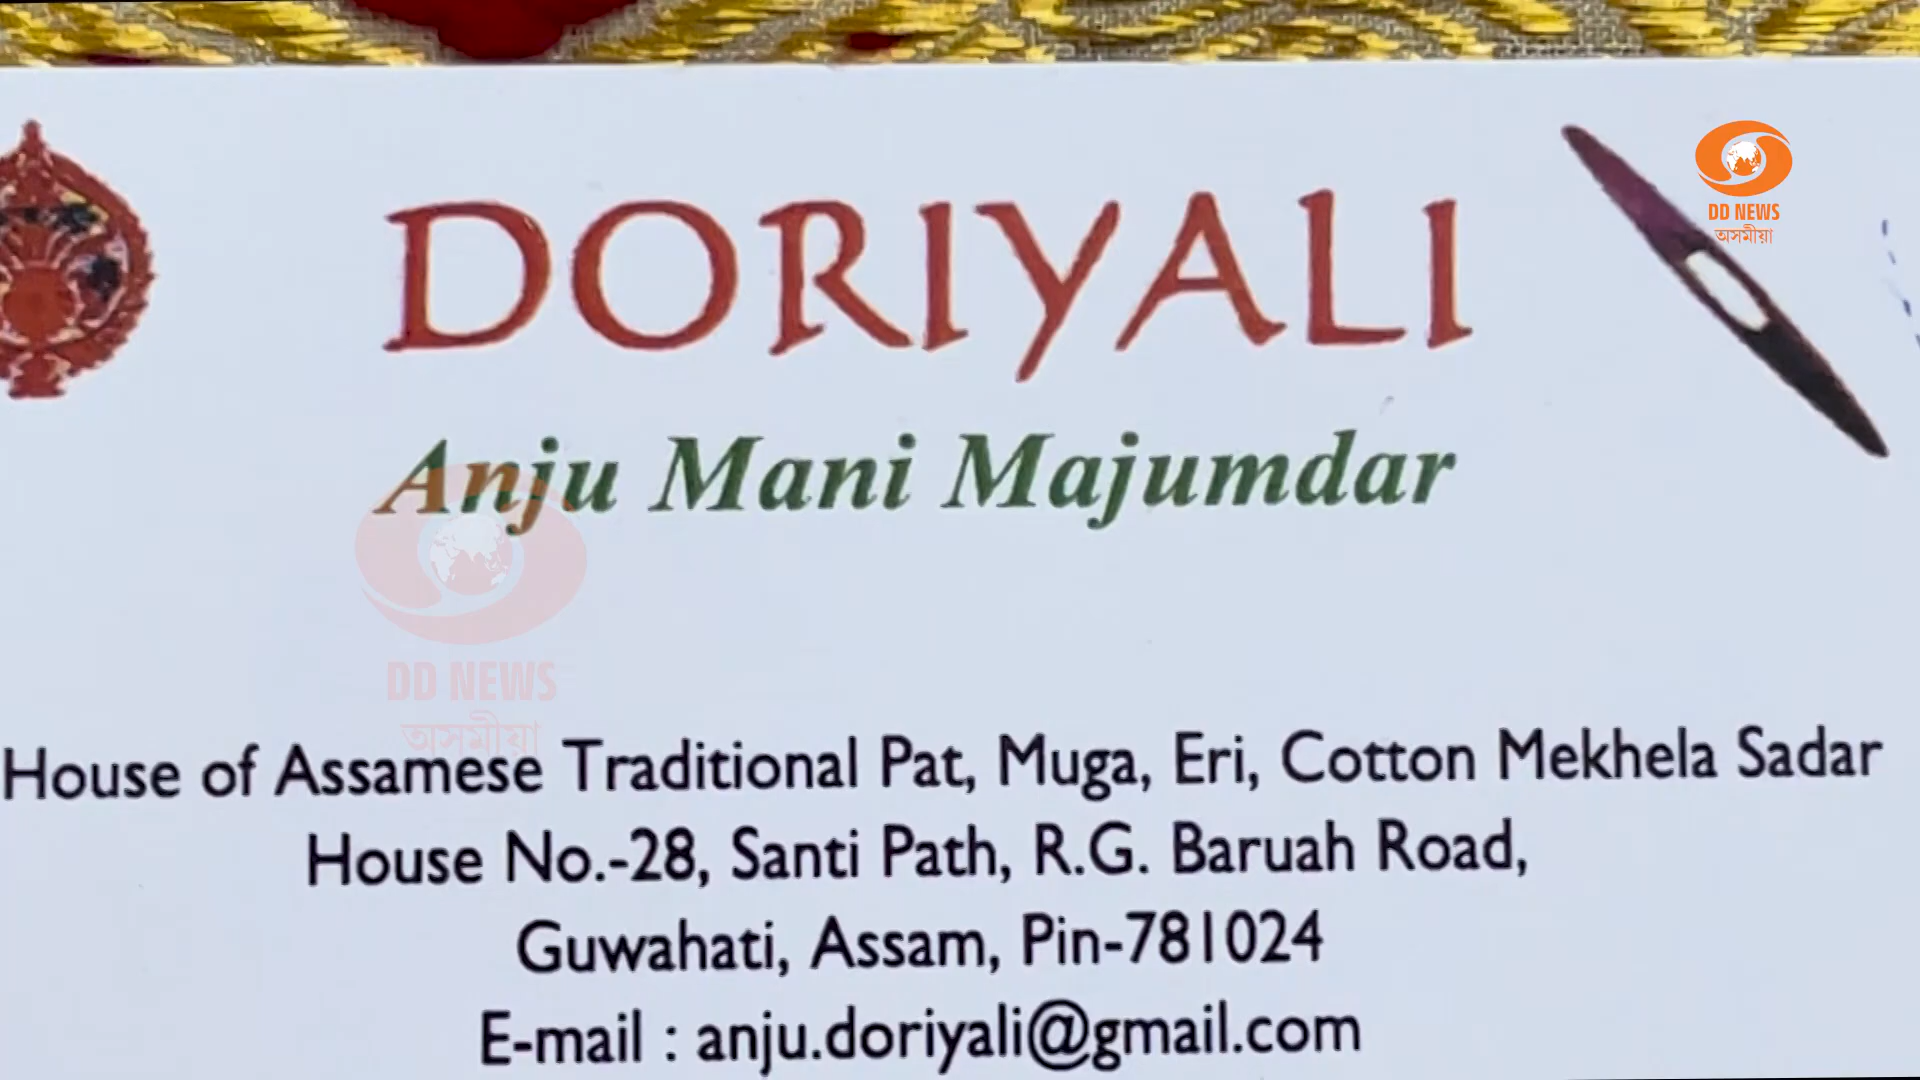 DORIYALI
DD NEWS
অসমীয়া
Anju Mani Majumdar
DD NEWS
অসমীয়া
House of Assamese Traditional Pat, Muga, Eri, Cotton Mekhela Sadar
House No.-28, Santi Path, R.G. Baruah Road,
Guwahati, Assam, Pin-781024
E-mail : anju.doriyali@gmail.com